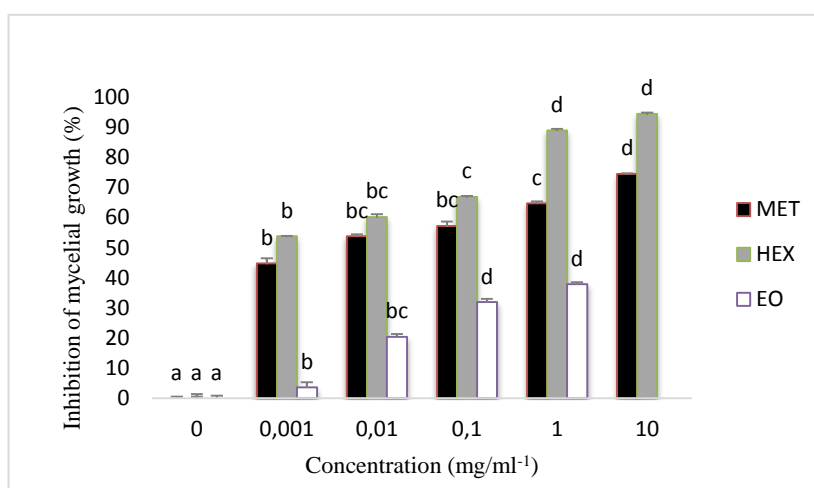 Inhibition of mycelial growth (%)
100
90
80
70
60
50
40
30
20
10
0
a a a
b b b
bc bc bc
bc c d
c d d
d d
0 0,001 0,01 0,1 1 10
Concentration (mg/ml-1)
MET
HEX
EO